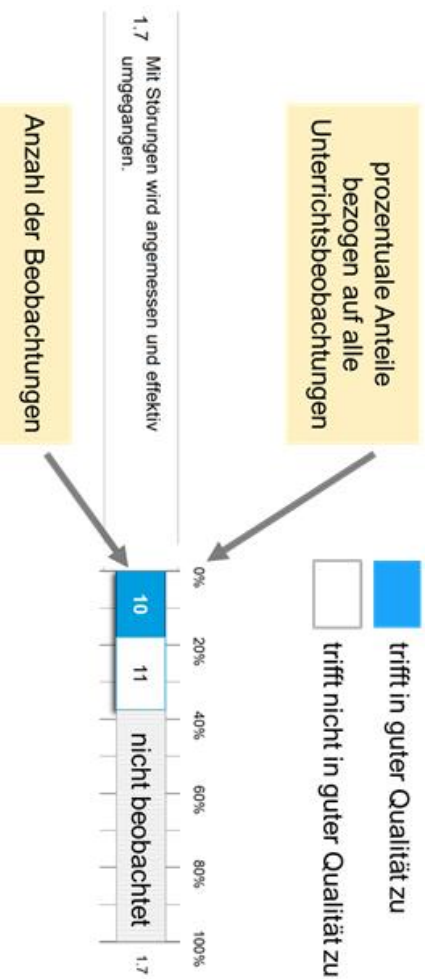 prozentuale Anteile
bezogen auf alle
Unterrichtsbeobachtungen
trifft in guter Qualität zu
trifft nicht in guter Qualität zu
0%
20%
40%
60%
80%
100%
1.7 Mit Störungen wird angemessen und effektiv
umgegangen.
10
11
nicht beobachtet
1.7
Anzahl der Beobachtungen